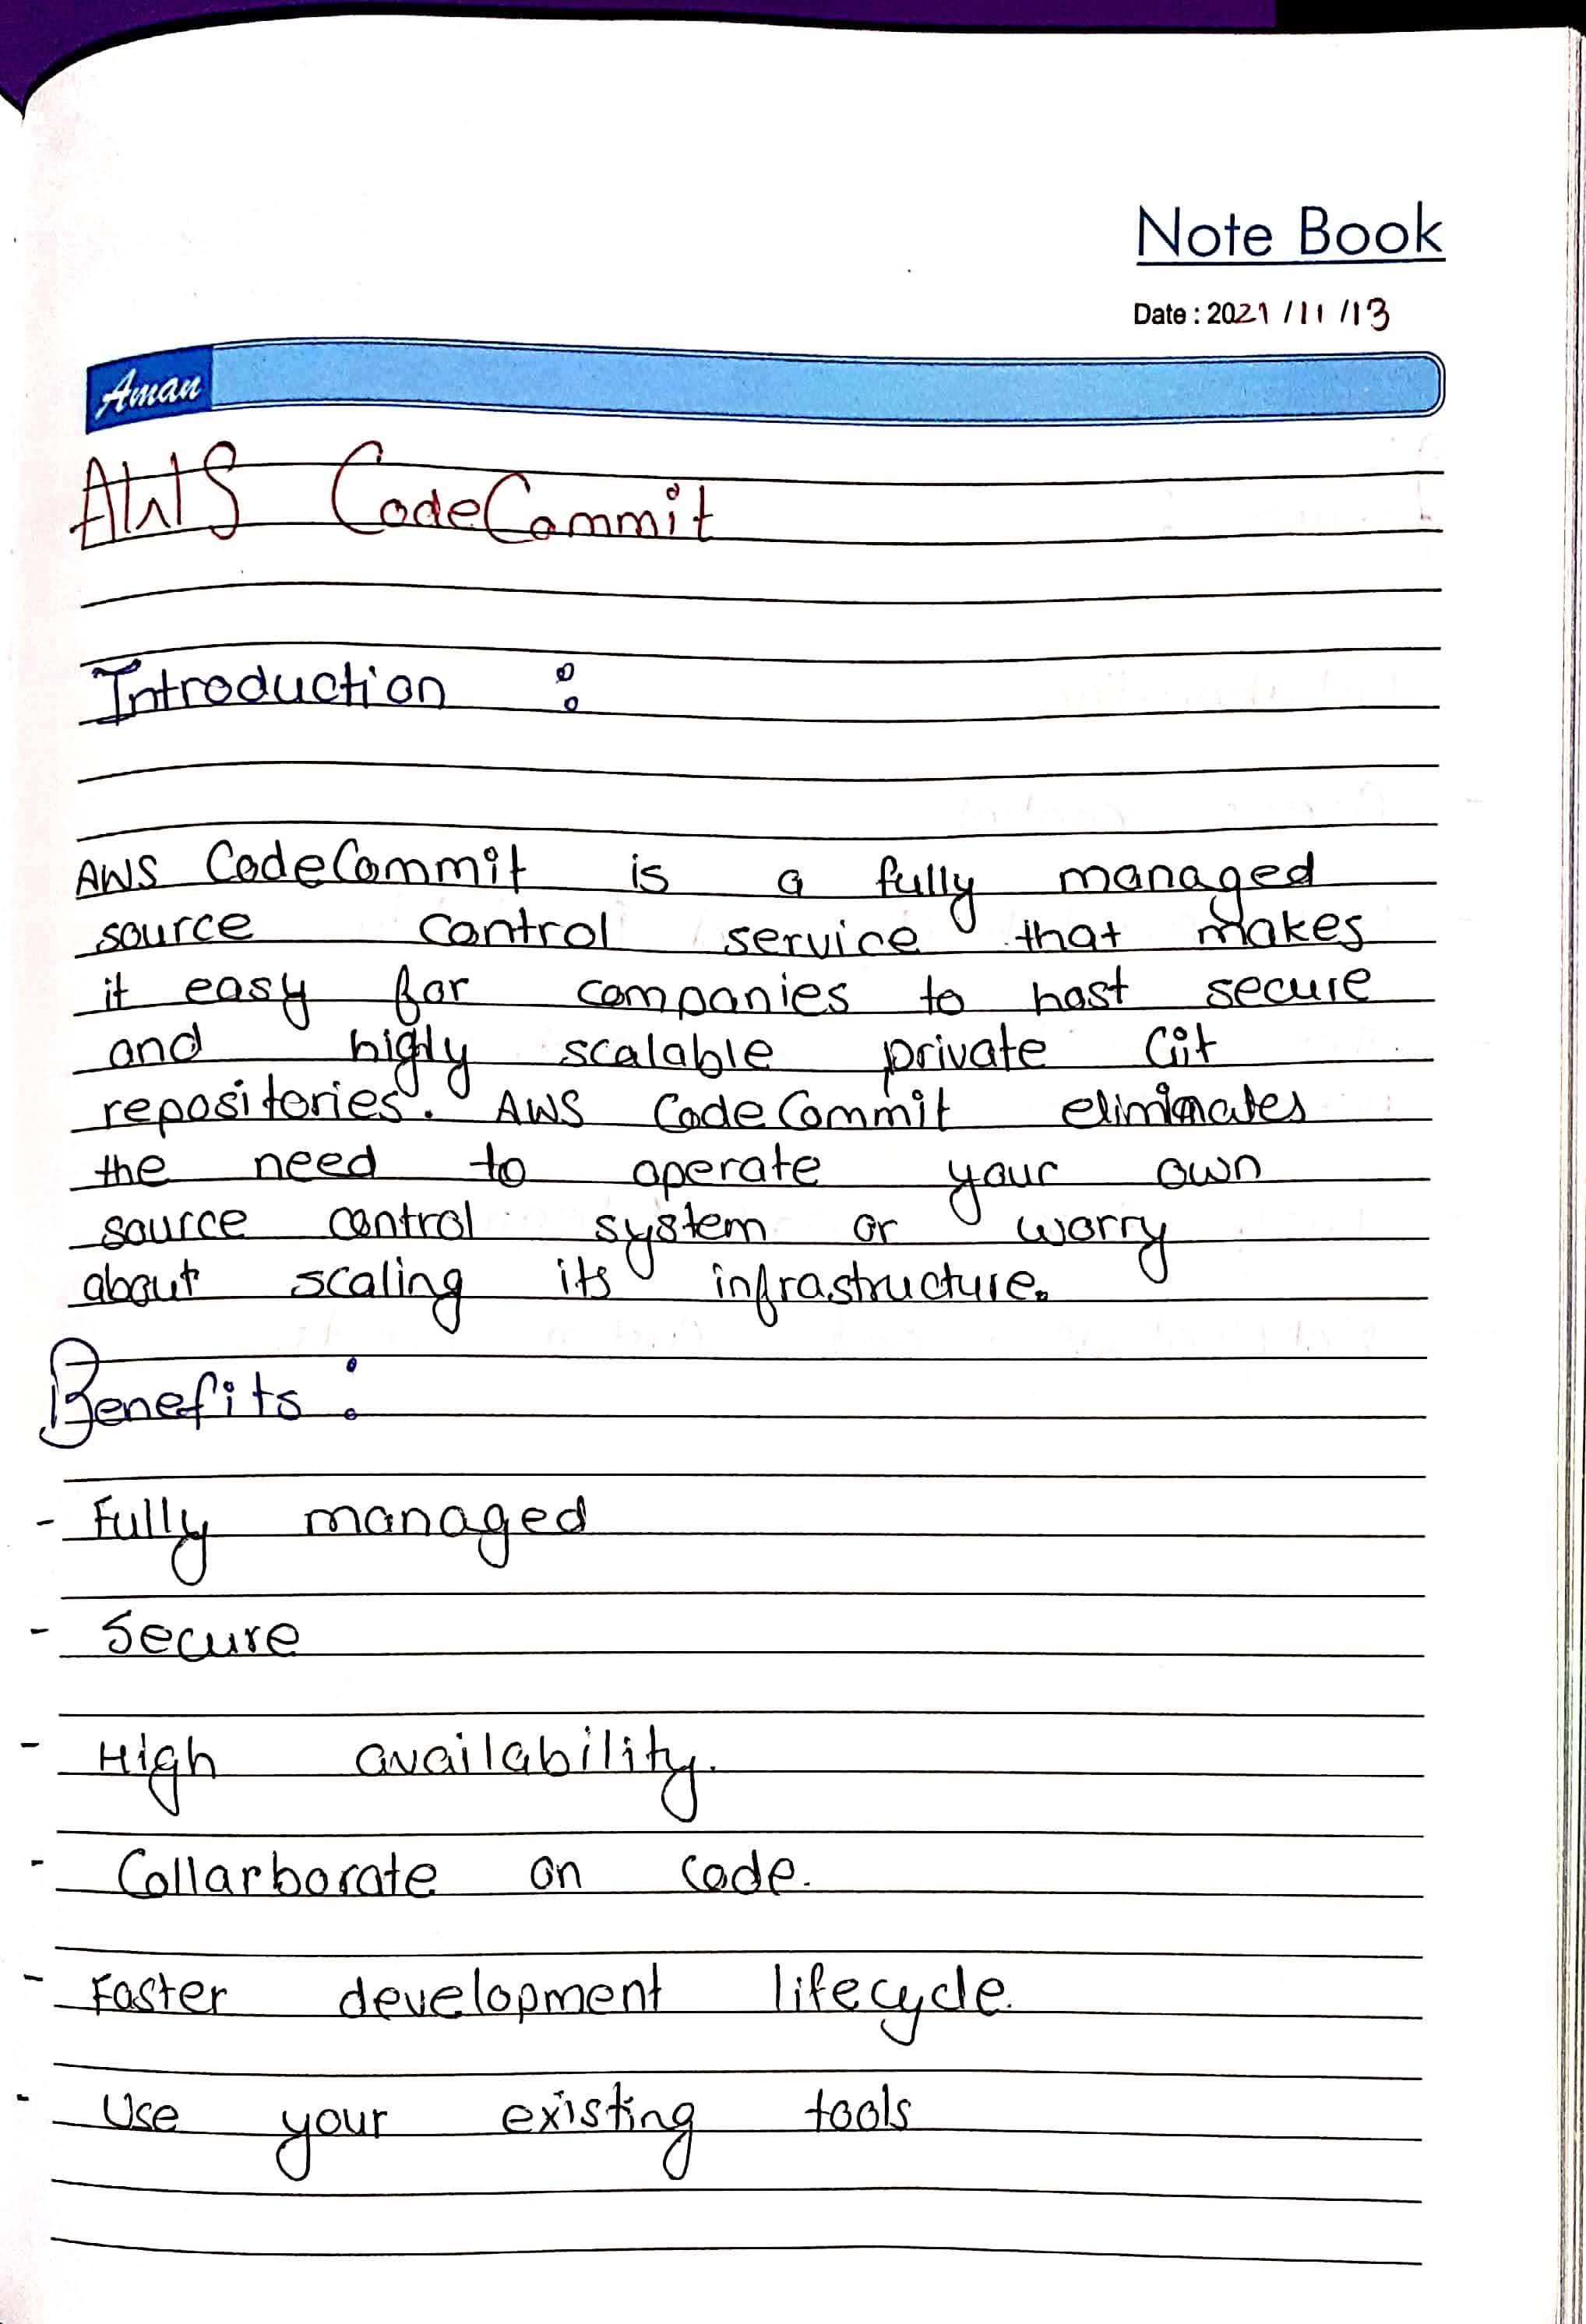 Note Book
Date : 2021 / 11 / 13
Aman
AWS CodeCommit
Introduction :
AWS CodeCommit is a fully managed
source control service that makes
it easy for companies to host secure
and higly scalable private Git
repositories. AWS CodeCommit eliminates
the need to operate your own
source control system or worry
about scaling its infrastructure.
Benefits :
- Fully managed
- Secure
- High availability.
- Collarborate on code.
- Faster development lifecycle.
- Use your existing tools